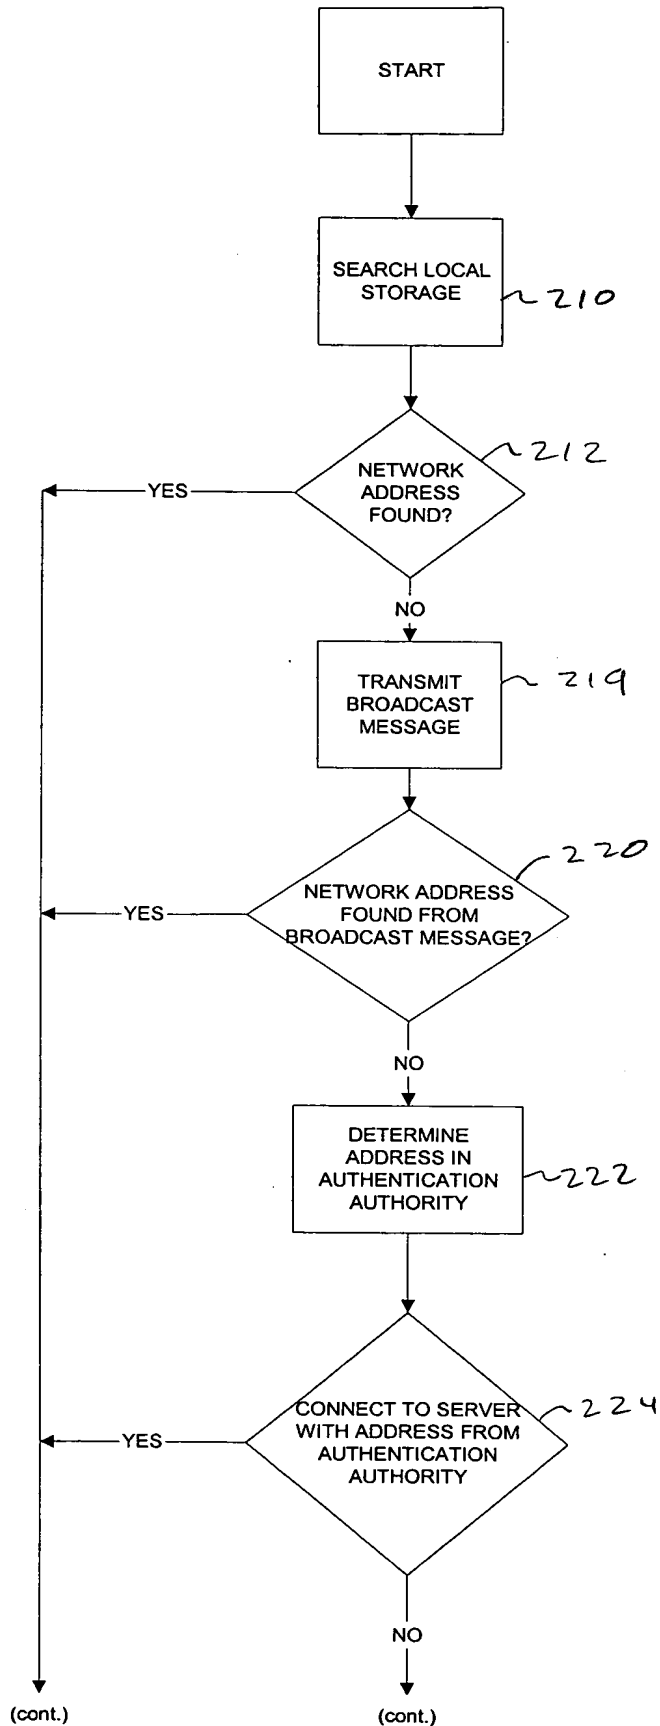 START
SEARCH LOCAL
STORAGE
210
NETWORK
ADDRESS
FOUND?
212
YES
NO
TRANSMIT
BROADCAST
MESSAGE
219
NETWORK ADDRESS
FOUND FROM
BROADCAST MESSAGE?
220
YES
NO
DETERMINE
ADDRESS IN
AUTHENTICATION
AUTHORITY
222
CONNECT TO SERVER
WITH ADDRESS FROM
AUTHENTICATION
AUTHORITY
224
YES
NO
(cont.)
(cont.)